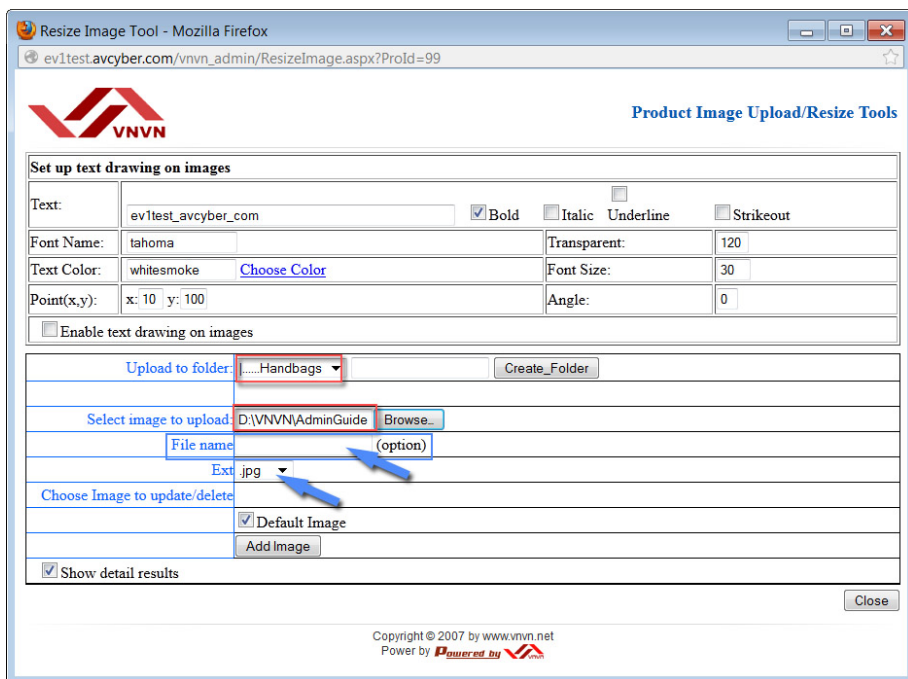 Resize Image Tool - Mozilla Firefox
ev1test.avcyber.com/vnvn_admin/ResizeImage.aspx?ProId=99
VNVN
Product Image Upload/Resize Tools
Set up text drawing on images
Text: ev1test_avcyber_com Bold Italic Underline Strikeout
Font Name: tahoma Transparent: 120
Text Color: whitesmoke Choose Color Font Size: 30
Point(x,y): x: 10 y: 100 Angle: 0
Enable text drawing on images
Upload to folder: |......Handbags Create_Folder
Select image to upload: D:\VNVN\AdminGuide Browse...
File name (option)
Ext .jpg
Choose Image to update/delete
Default Image
Add Image
Show detail results
Close
Copyright © 2007 by www.vnvn.net
Power by Powered by VNVN